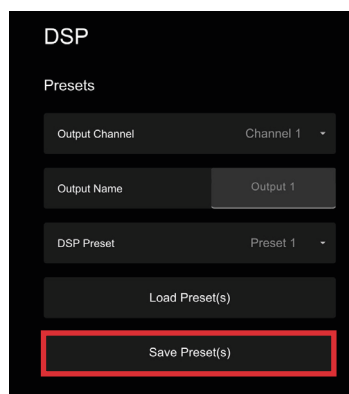 DSP
Presets
Output Channel Channel 1
Output Name Output 1
DSP Preset Preset 1
Load Preset(s)
Save Preset(s)